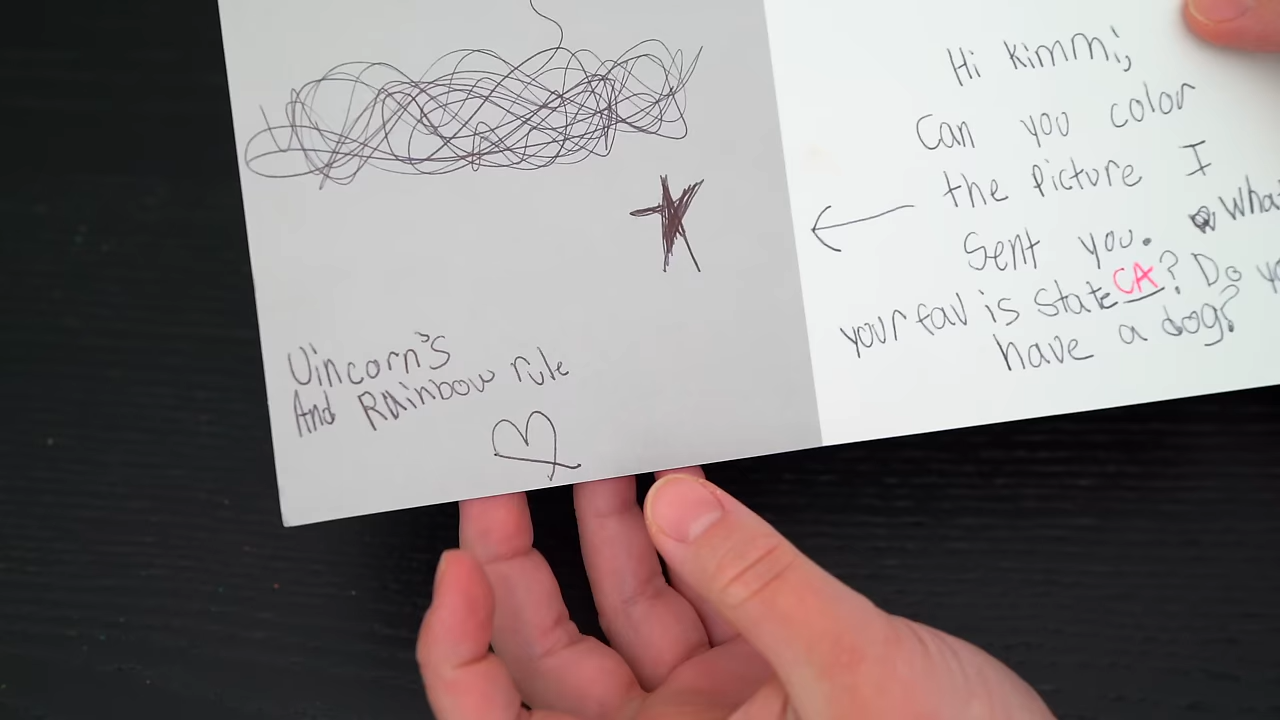 Uincorn's
And Rainbow rule
Hi Kimmi,
Can you color
the picture I
Sent you.
your fav is state CA? Do
have a dog?